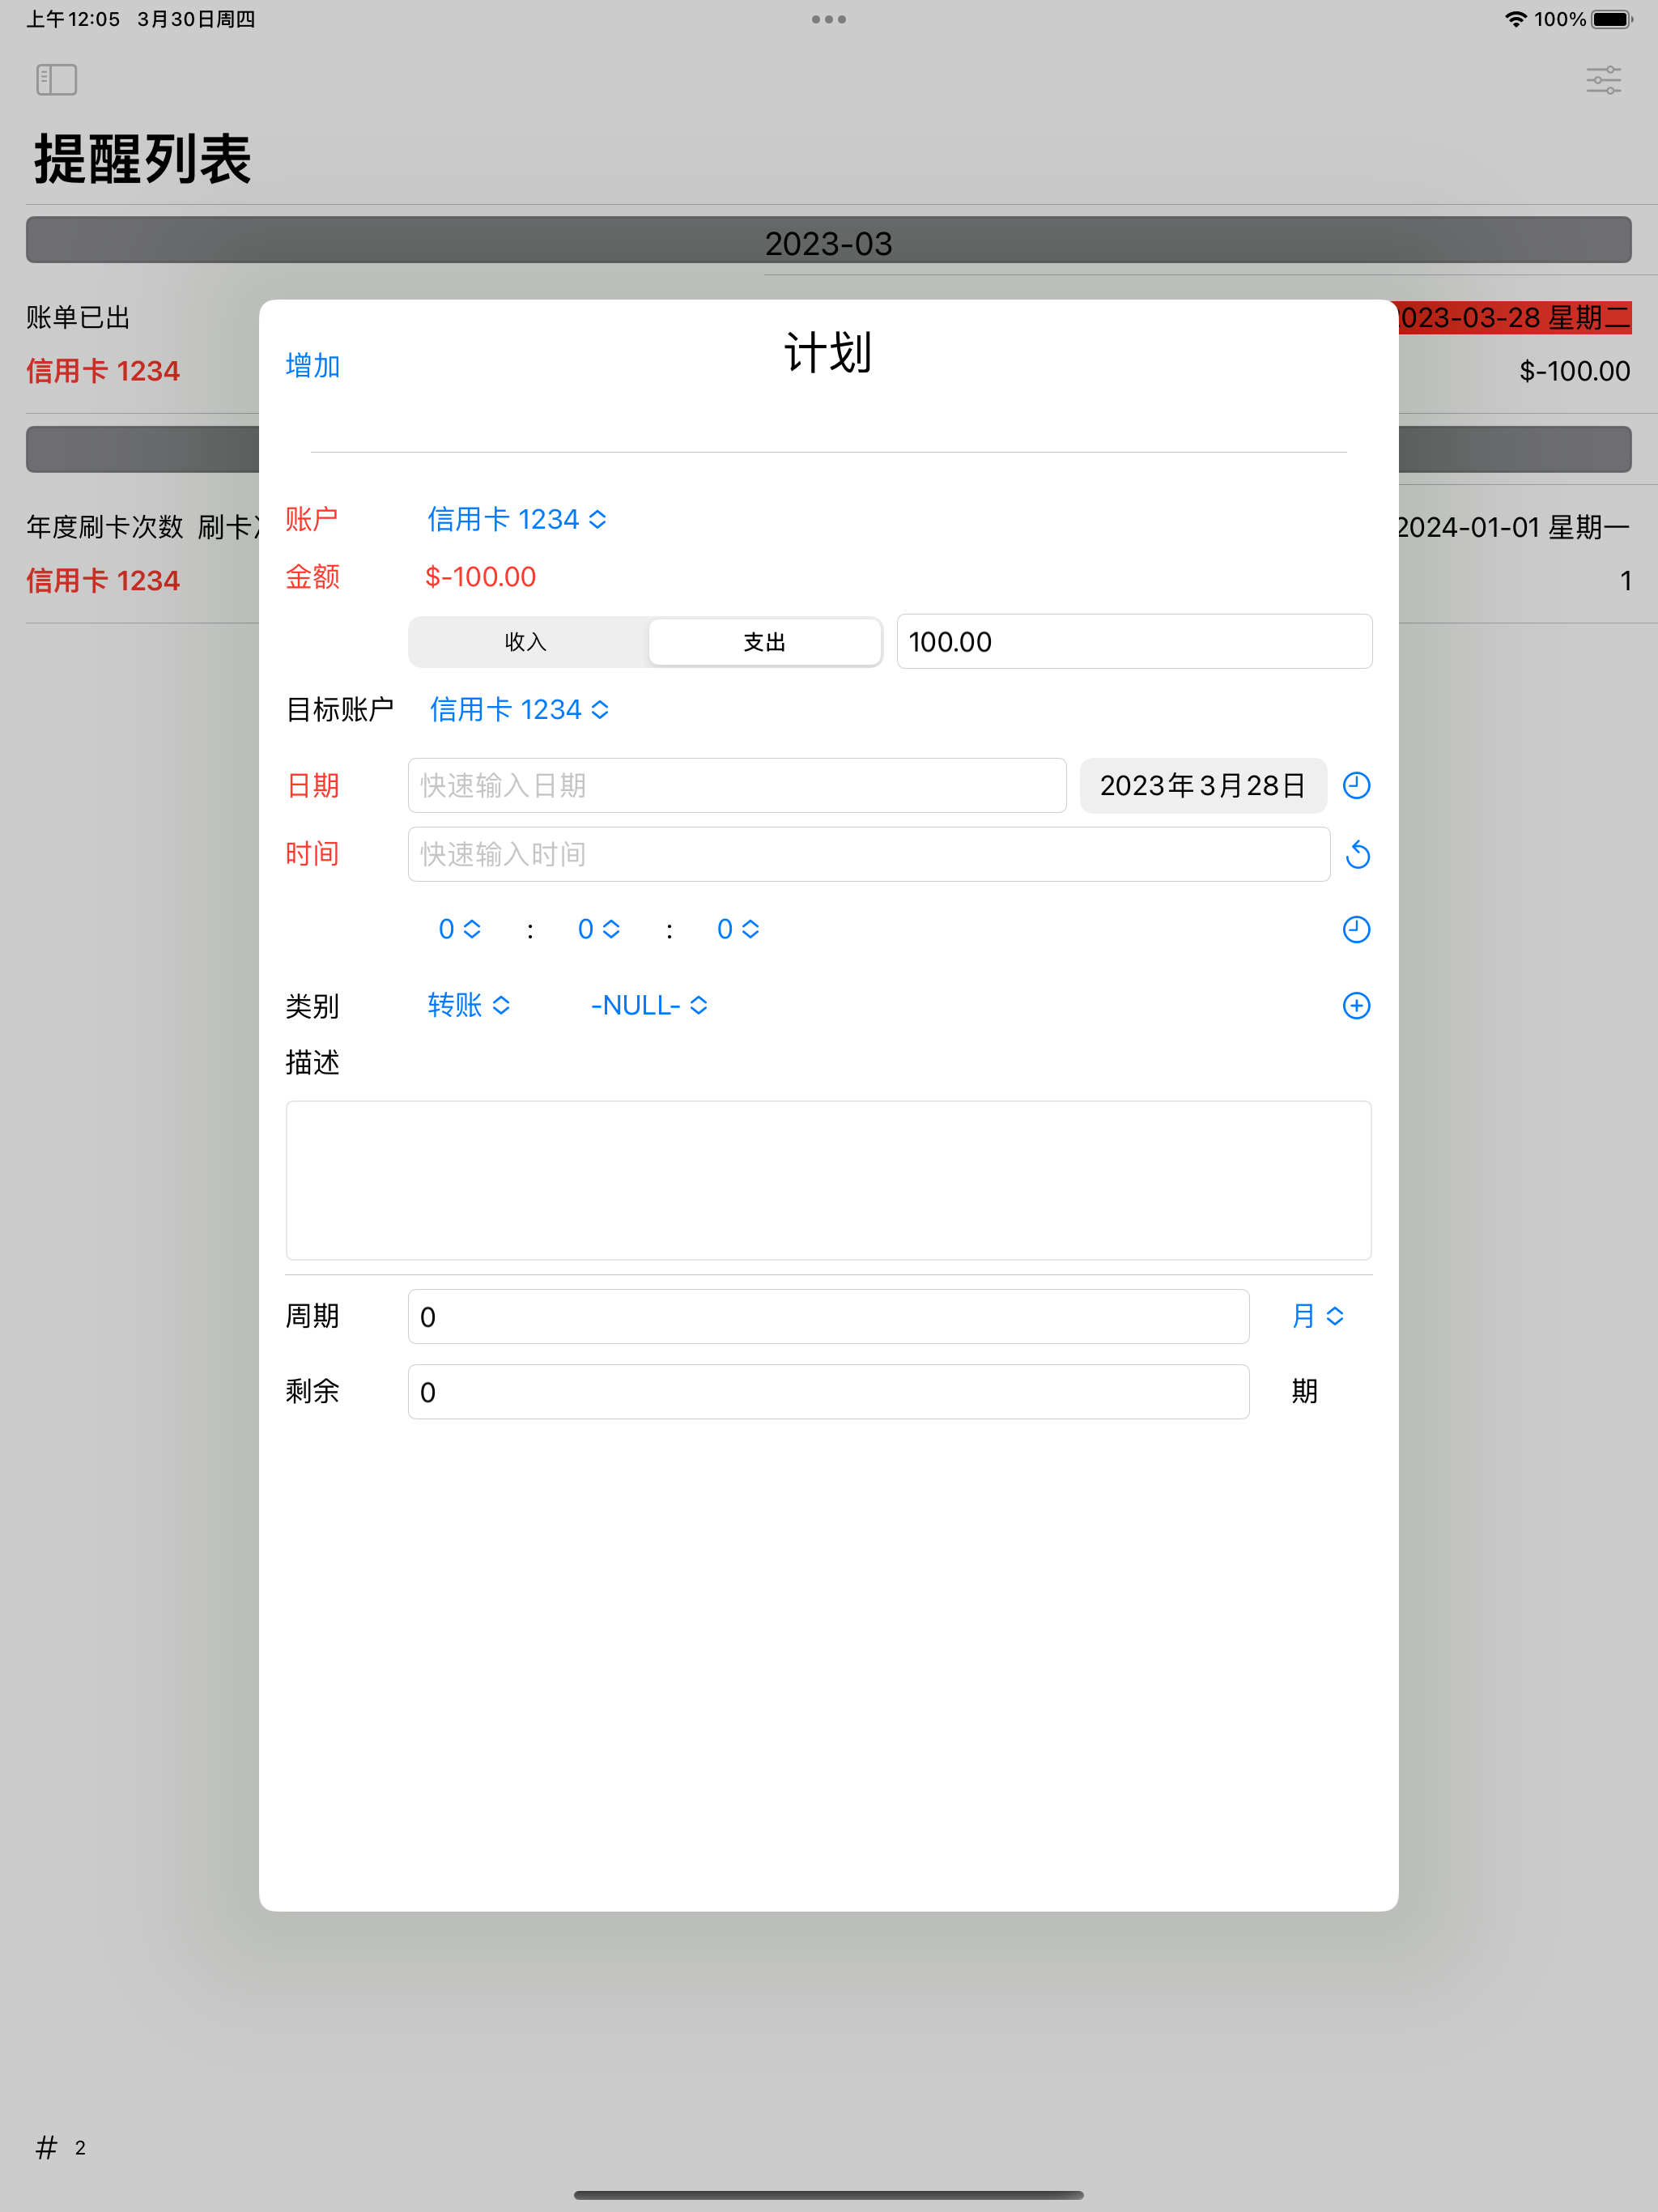 上午12:05 3月30日周四
100%
提醒列表
2023-03
账单已出
023-03-28 星期二
信用卡 1234
$-100.00
年度刷卡次数 刷卡
2024-01-01 星期一
信用卡 1234
1
计划
增加
账户 信用卡 1234
金额 $-100.00
收入 支出 100.00
目标账户 信用卡 1234
日期 快速输入日期 2023年3月28日
时间 快速输入时间
0 : 0 : 0
类别 转账 -NULL-
描述
周期 0 月
剩余 0 期
# 2